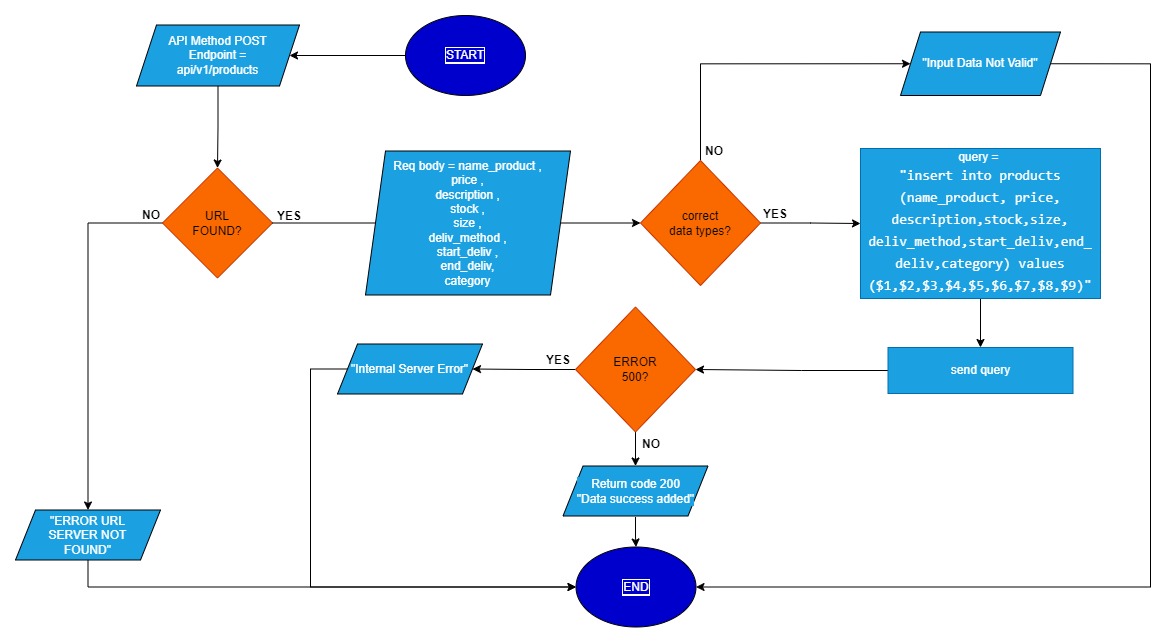 START
API Method POST
Endpoint =
api/v1/products
URL
FOUND?
NO
YES
Req body = name_product ,
price ,
description ,
stock ,
size ,
deliv_method ,
start_deliv ,
end_deliv,
category
correct
data types?
NO
"Input Data Not Valid"
YES
query =
"insert into products
(name_product, price,
description,stock,size,
deliv_method,start_deliv,end_
deliv,category) values
($1,$2,$3,$4,$5,$6,$7,$8,$9)"
send query
ERROR
500?
YES
"Internal Server Error"
NO
Return code 200
"Data success added"
"ERROR URL
SERVER NOT
FOUND"
END